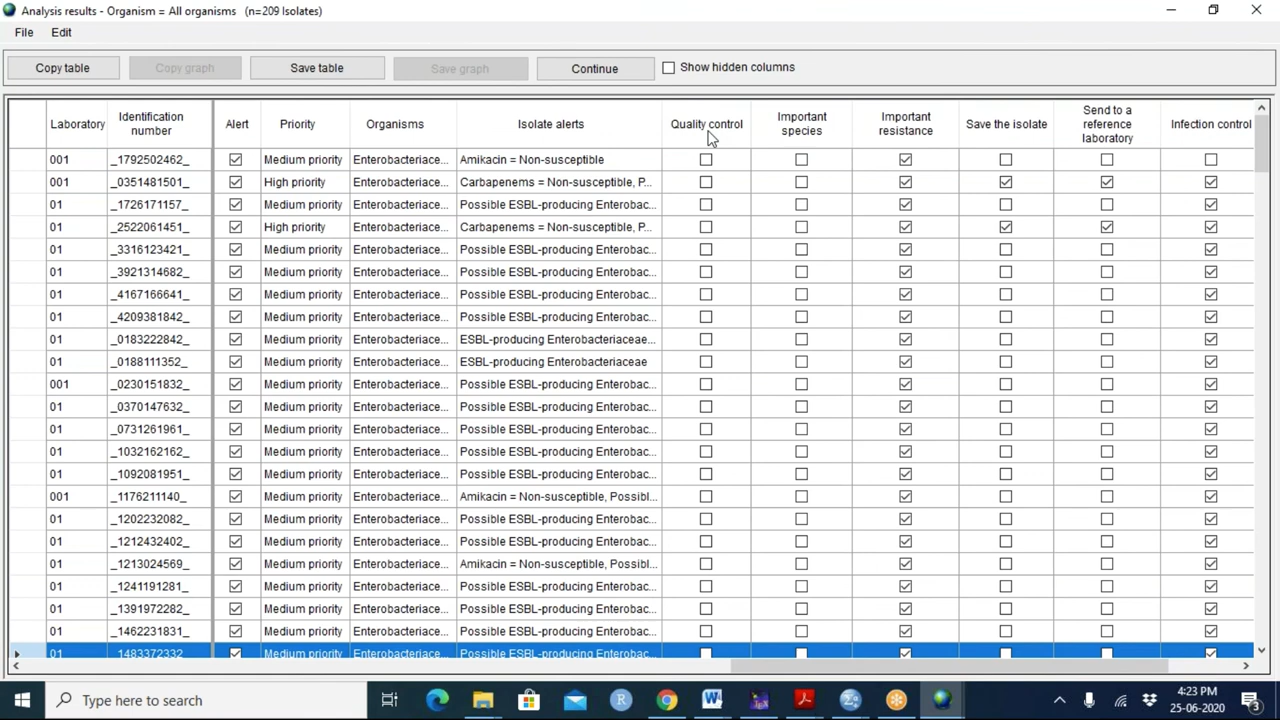 Analysis results - Organism = All organisms (n=209 Isolates)
File Edit
Copy table Copy graph Save table Save graph Continue Show hidden columns
Laboratory Identification number Alert Priority Organisms Isolate alerts Quality control Important species Important resistance Save the isolate Send to a reference laboratory Infection control
001 _1792502462_ Medium priority Enterobacteriace... Amikacin = Non-susceptible
001 _0351481501_ High priority Enterobacteriace... Carbapenems = Non-susceptible, P...
01 _1726171157_ Medium priority Enterobacteriace... Possible ESBL-producing Enterobac...
01 _2522061451_ High priority Enterobacteriace... Carbapenems = Non-susceptible, P...
01 _3316123421_ Medium priority Enterobacteriace... Possible ESBL-producing Enterobac...
01 _3921314682_ Medium priority Enterobacteriace... Possible ESBL-producing Enterobac...
01 _4167166641_ Medium priority Enterobacteriace... Possible ESBL-producing Enterobac...
01 _4209381842_ Medium priority Enterobacteriace... Possible ESBL-producing Enterobac...
01 _0183222842_ Medium priority Enterobacteriace... ESBL-producing Enterobacteriaceae...
01 _0188111352_ Medium priority Enterobacteriace... ESBL-producing Enterobacteriaceae
001 _0230151832_ Medium priority Enterobacteriace... Possible ESBL-producing Enterobac...
01 _0370147632_ Medium priority Enterobacteriace... Possible ESBL-producing Enterobac...
01 _0731261961_ Medium priority Enterobacteriace... Possible ESBL-producing Enterobac...
01 _1032162162_ Medium priority Enterobacteriace... Possible ESBL-producing Enterobac...
01 _1092081951_ Medium priority Enterobacteriace... Possible ESBL-producing Enterobac...
001 _1176211140_ Medium priority Enterobacteriace... Amikacin = Non-susceptible, Possibl...
01 _1202232082_ Medium priority Enterobacteriace... Possible ESBL-producing Enterobac...
01 _1212432402_ Medium priority Enterobacteriace... Possible ESBL-producing Enterobac...
01 _1213024569_ Medium priority Enterobacteriace... Amikacin = Non-susceptible, Possibl...
01 _1241191281_ Medium priority Enterobacteriace... Possible ESBL-producing Enterobac...
01 _1391972282_ Medium priority Enterobacteriace... Possible ESBL-producing Enterobac...
01 _1462231831_ Medium priority Enterobacteriace... Possible ESBL-producing Enterobac...
01 1483372332 Medium priority Enterobacteriace... Possible ESBL-producing Enterobac...
Type here to search
4:23 PM
25-06-2020
3